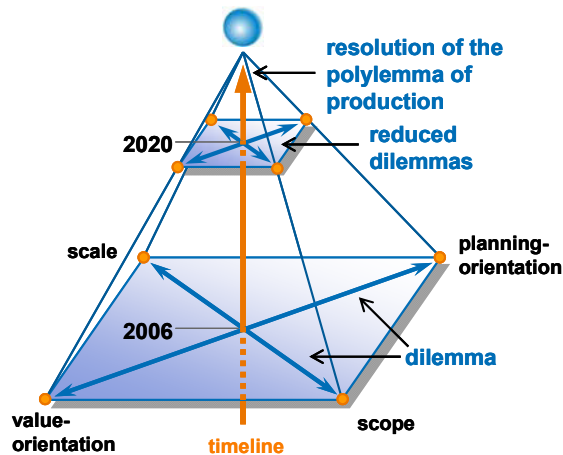 resolution of the
polylemma of
production
2020
reduced
dilemmas
scale
planning-
orientation
2006
dilemma
value-
orientation
scope
timeline